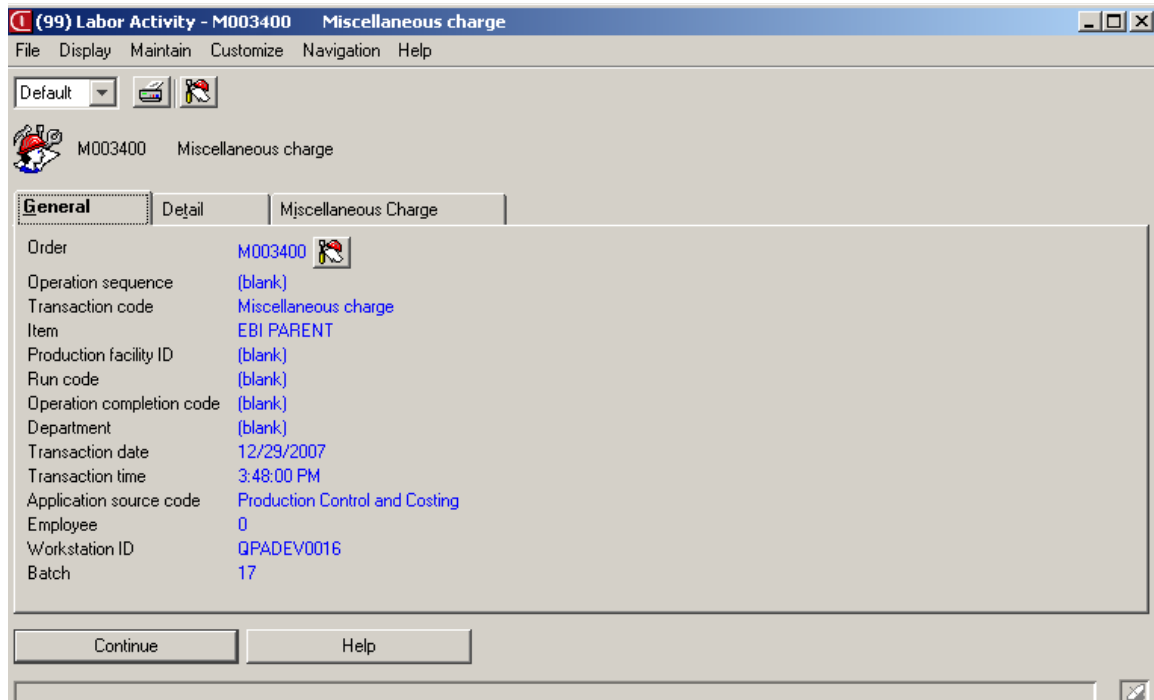 (99) Labor Activity - M003400 Miscellaneous charge
File Display Maintain Customize Navigation Help
Default
M003400 Miscellaneous charge
General Detail Miscellaneous Charge
Order M003400
Operation sequence (blank)
Transaction code Miscellaneous charge
Item EBI PARENT
Production facility ID (blank)
Run code (blank)
Operation completion code (blank)
Department (blank)
Transaction date 12/29/2007
Transaction time 3:48:00 PM
Application source code Production Control and Costing
Employee 0
Workstation ID QPADEV0016
Batch 17
Continue Help